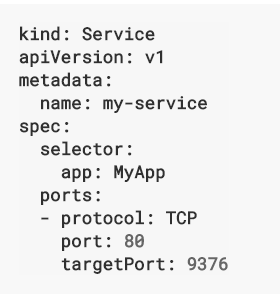 kind: Service
apiVersion: v1
metadata:
  name: my-service
spec:
  selector:
    app: MyApp
  ports:
  - protocol: TCP
    port: 80
    targetPort: 9376